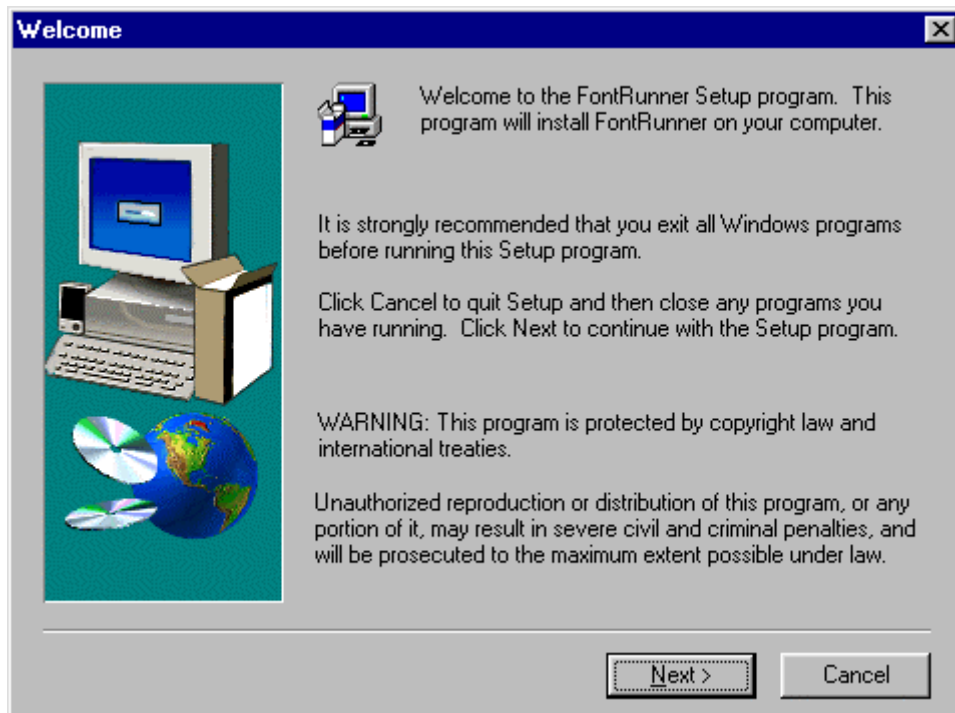 Welcome
Welcome to the FontRunner Setup program.  This
program will install FontRunner on your computer.
It is strongly recommended that you exit all Windows programs
before running this Setup program.
Click Cancel to quit Setup and then close any programs you
have running.  Click Next to continue with the Setup program.
WARNING: This program is protected by copyright law and
international treaties.
Unauthorized reproduction or distribution of this program, or any
portion of it, may result in severe civil and criminal penalties, and
will be prosecuted to the maximum extent possible under law.
Next >
Cancel